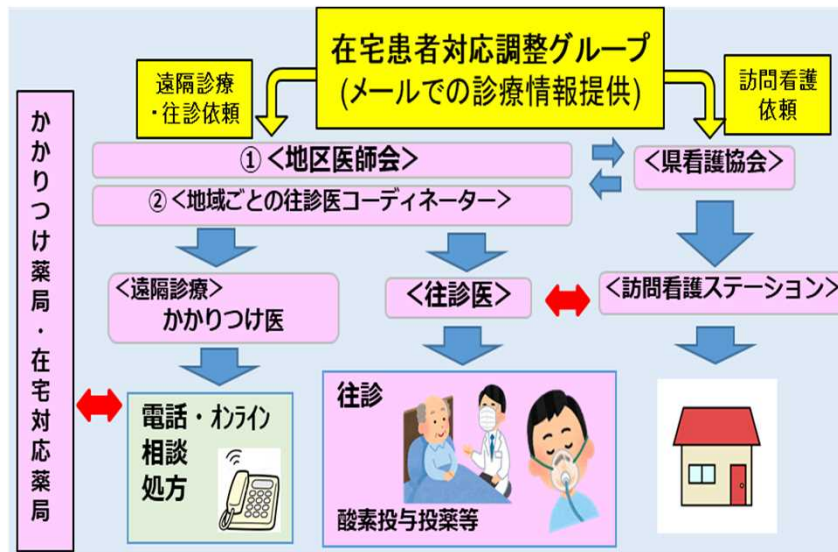 在宅患者対応調整グループ
(メールでの診療情報提供)
遠隔診療
・往診依頼
訪問看護
依頼
かかりつけ薬局・在宅対応薬局
①<地区医師会>
<県看護協会>
②<地域ごとの往診医コーディネーター>
<遠隔診療>
かかりつけ医
<往診医>
<訪問看護ステーション>
電話・オンライン
相談
処方
往診
酸素投与投薬等